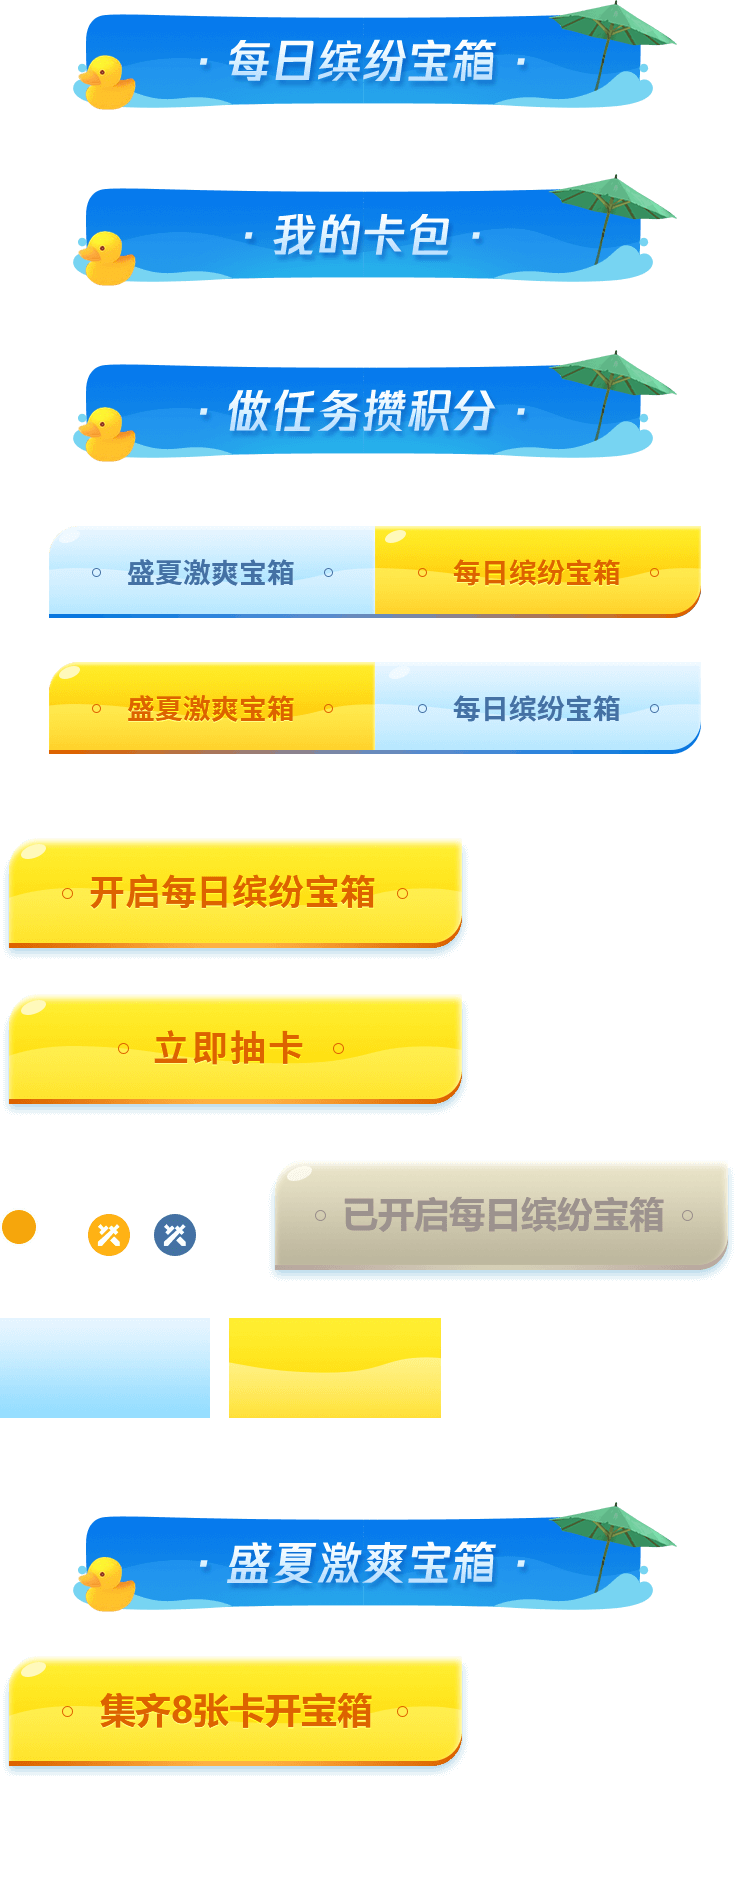 · 每日缤纷宝箱 ·
· 我的卡包 ·
· 做任务攒积分 ·
盛夏激爽宝箱 每日缤纷宝箱
盛夏激爽宝箱 每日缤纷宝箱
开启每日缤纷宝箱
立即抽卡
已开启每日缤纷宝箱
· 盛夏激爽宝箱 ·
集齐8张卡开宝箱